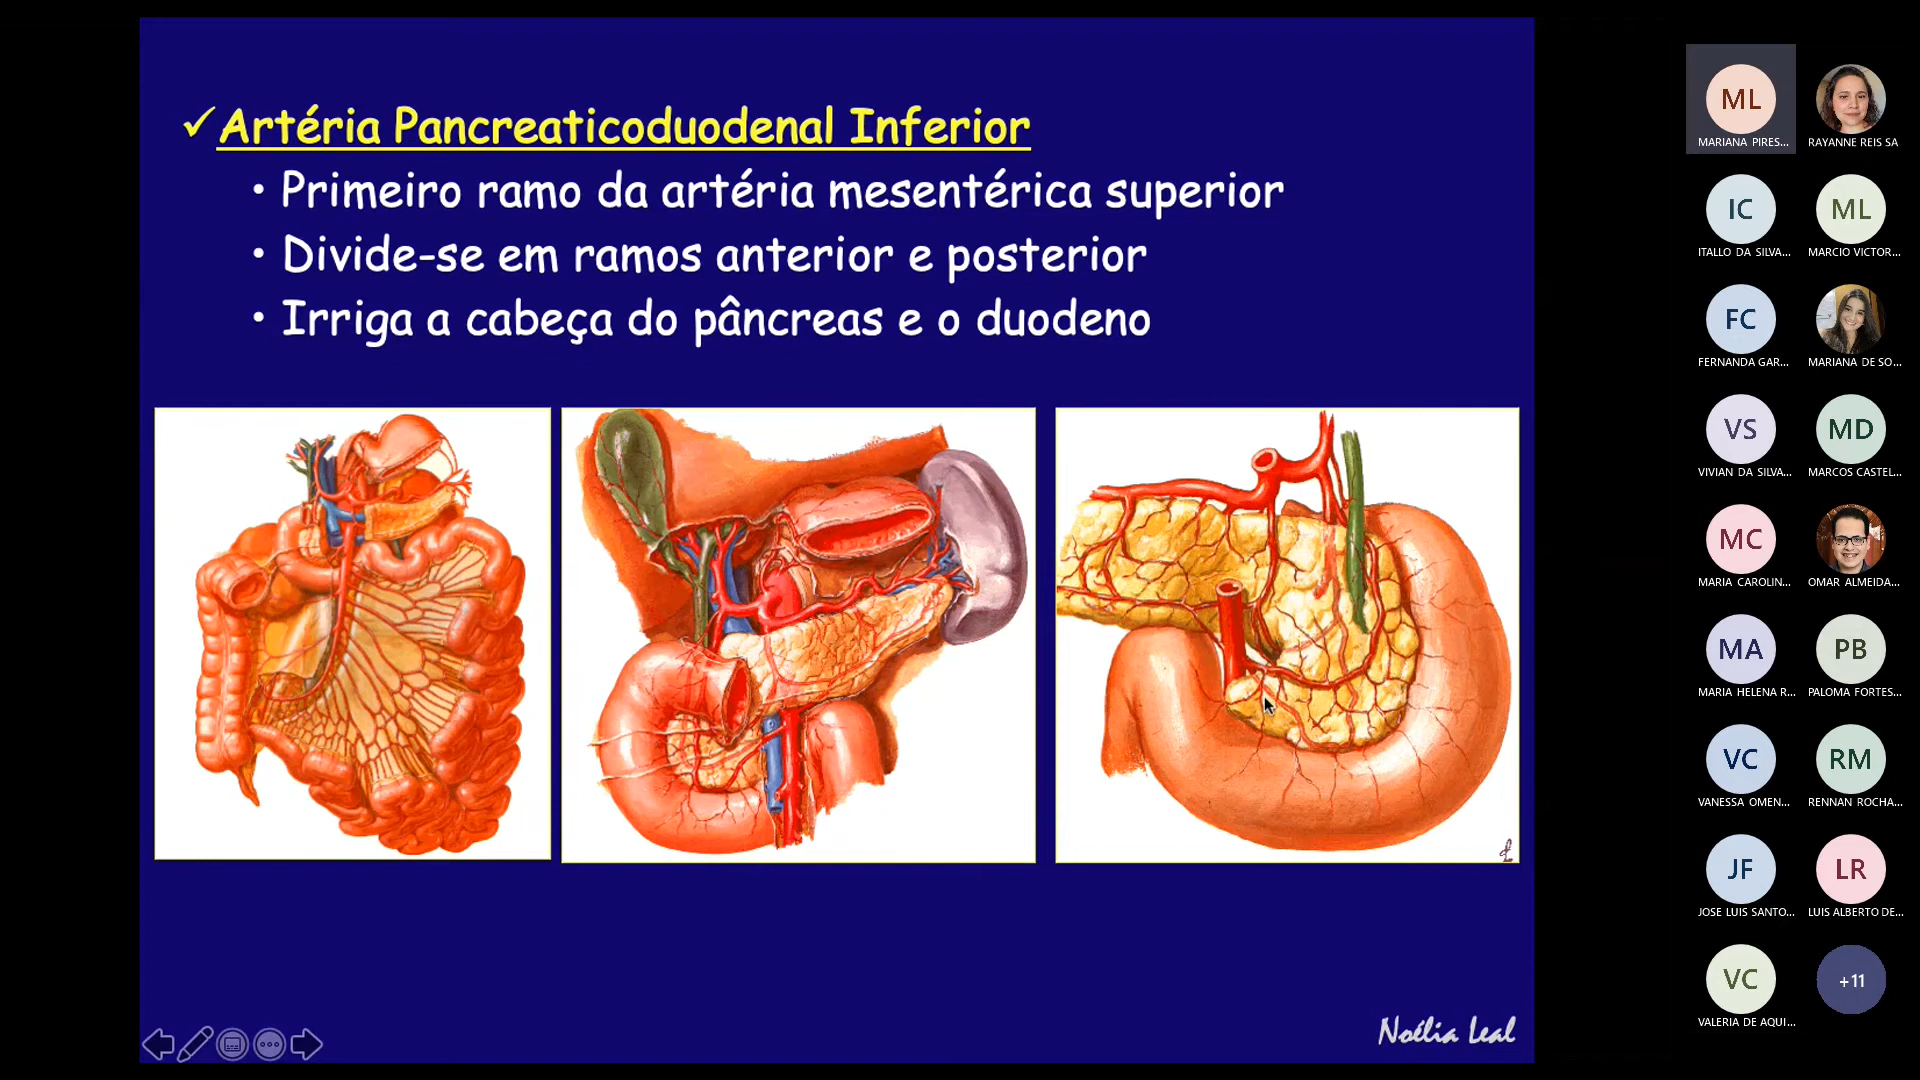 ✓Artéria Pancreaticoduodenal Inferior
• Primeiro ramo da artéria mesentérica superior
• Divide-se em ramos anterior e posterior
• Irriga a cabeça do pâncreas e o duodeno
Noélia Leal
ML
MARIANA PIRES...
RAYANNE REIS SA
IC
ITALLO DA SILVA...
ML
MARCIO VICTOR...
FC
FERNANDA GAR...
MARIANA DE SO...
VS
VIVIAN DA SILVA...
MD
MARCOS CASTEL...
MC
MARIA CAROLIN...
OMAR ALMEIDA...
MA
MARIA HELENA R...
PB
PALOMA FORTES...
VC
VANESSA OMEN...
RM
RENNAN ROCHA...
JF
JOSE LUIS SANTO...
LR
LUIS ALBERTO DE...
VC
VALERIA DE AQUI...
+11